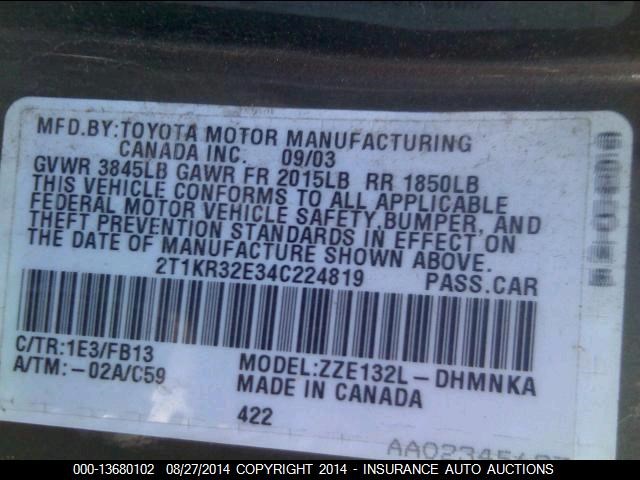 MFD.BY:TOYOTA MOTOR MANUFACTURING
CANADA INC. 09/03
GVWR 3845LB GAWR FR 2015LB RR 1850LB
THIS VEHICLE CONFORMS TO ALL APPLICABLE
FEDERAL MOTOR VEHICLE SAFETY,BUMPER, AND
THEFT PREVENTION STANDARDS IN EFFECT ON
THE DATE OF MANUFACTURE SHOWN ABOVE.
2T1KR32E34C224819 PASS.CAR
C/TR:1E3/FB13
A/TM:-02A/C59
MODEL:ZZE132L-DHMNKA
MADE IN CANADA
422
000-13680102 08/27/2014 COPYRIGHT 2014 - INSURANCE AUTO AUCTIONS